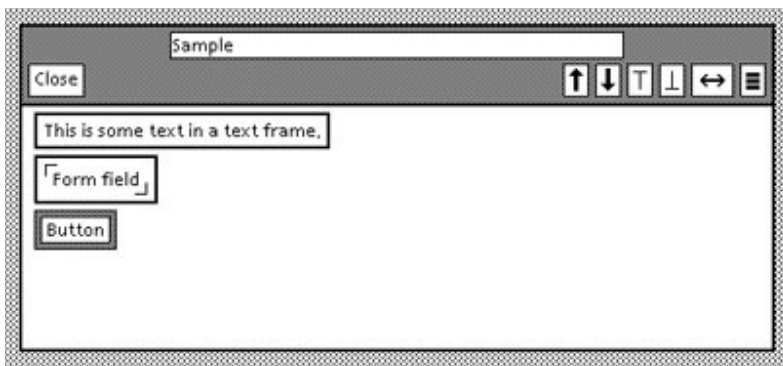 Sample
Close
This is some text in a text frame.
Form field
Button